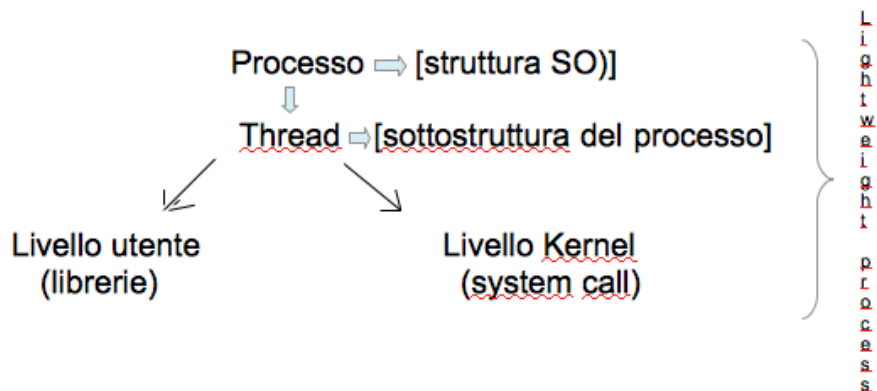 Processo [struttura SO)]
Thread [sottostruttura del processo]
Livello utente
(librerie)
Livello Kernel
(system call)
Lightweight process